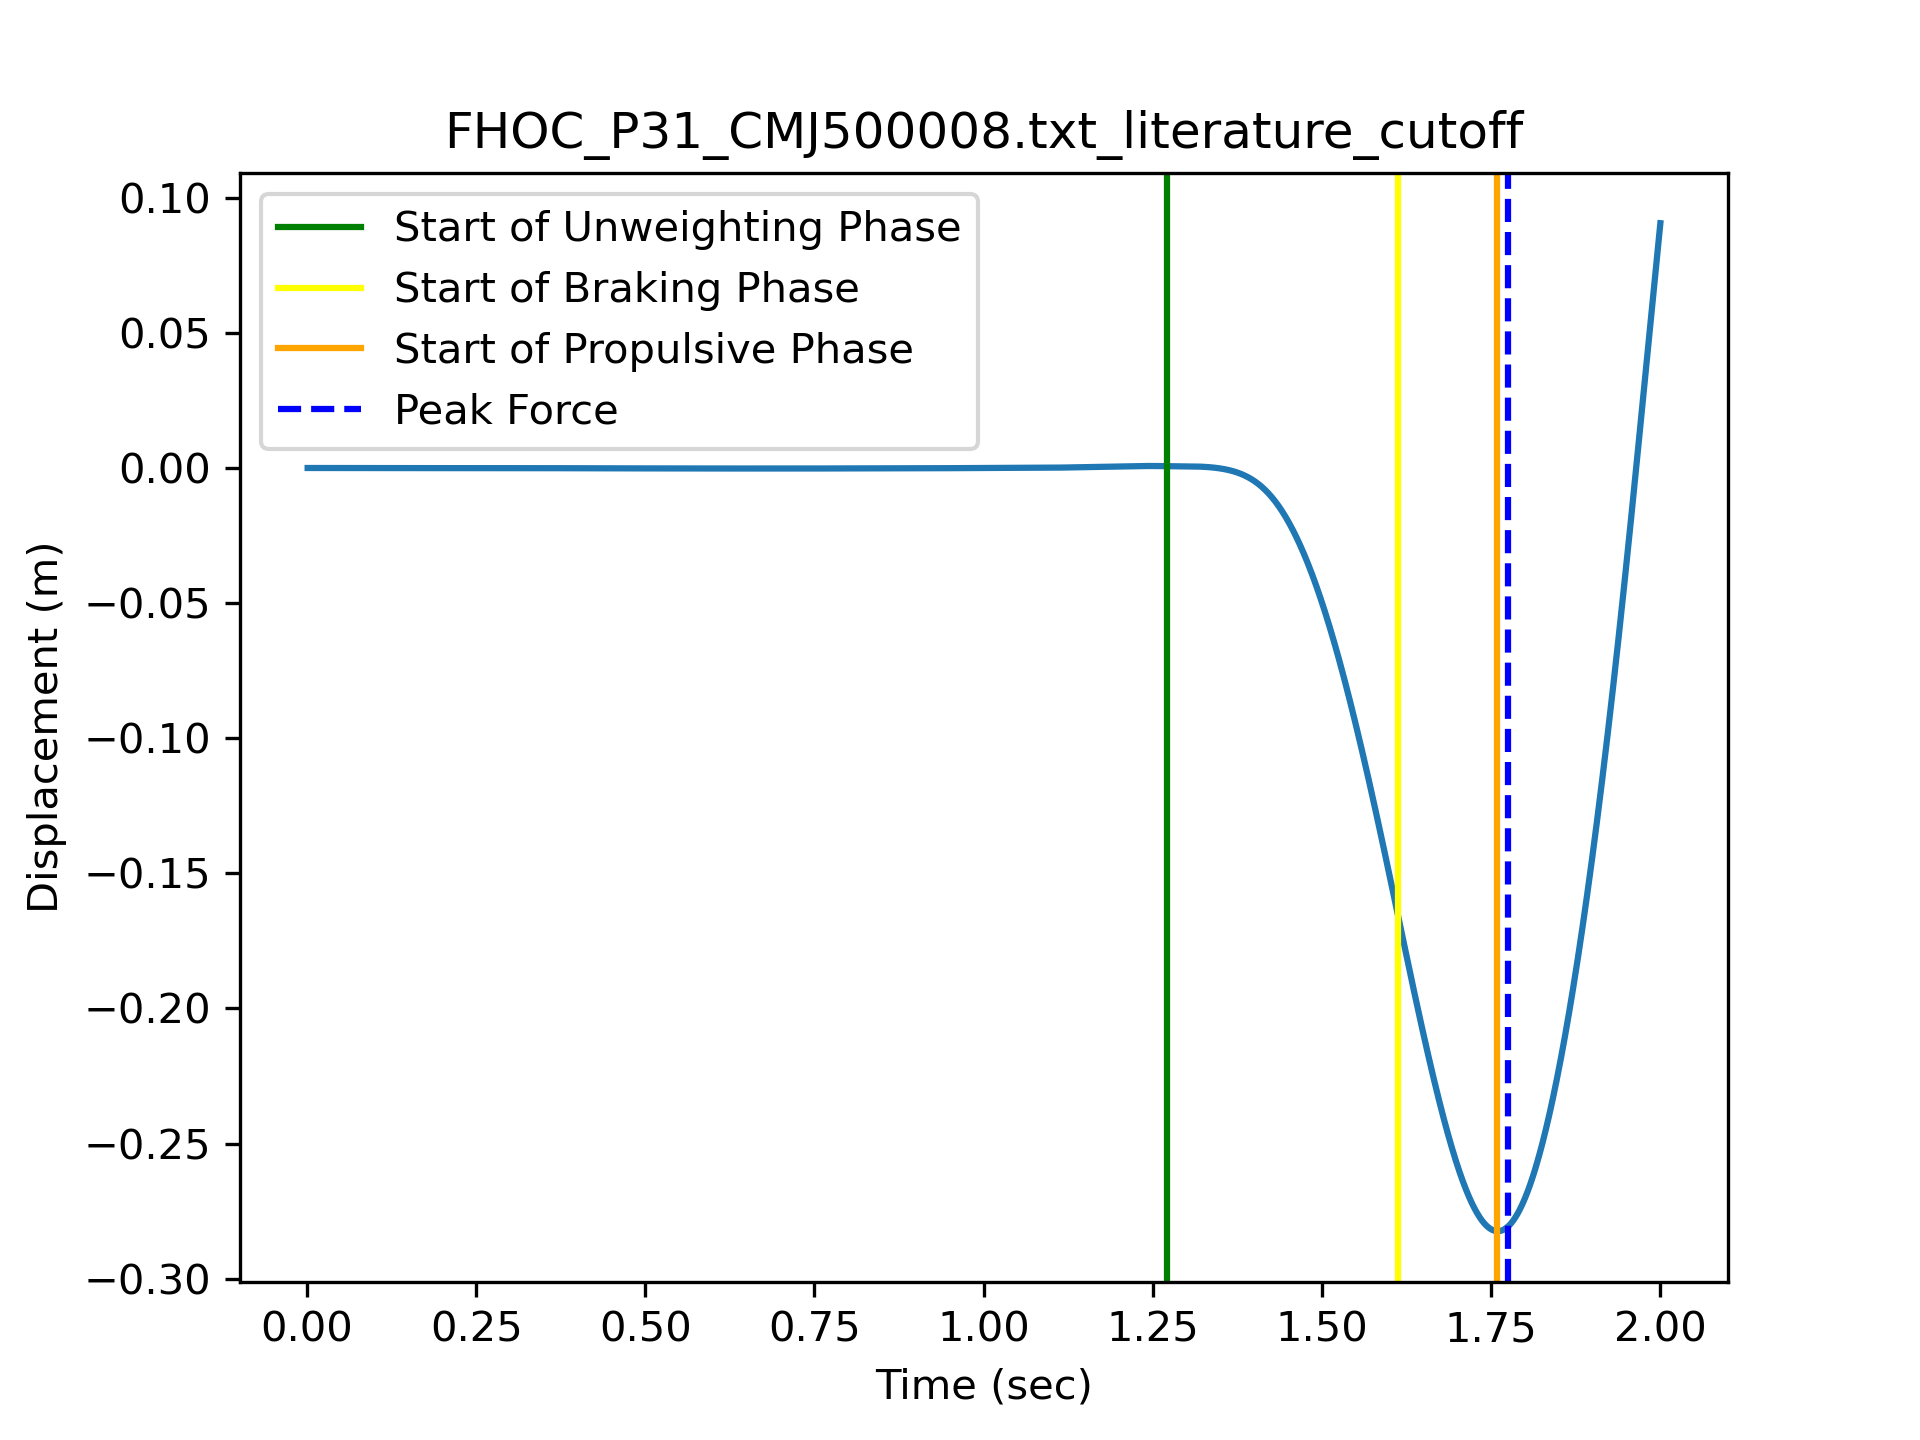 FHOC_P31_CMJ500008.txt_literature_cutoff
Start of Unweighting Phase
Start of Braking Phase
Start of Propulsive Phase
Peak Force
0.10
0.05
0.00
−0.05
−0.10
−0.15
−0.20
−0.25
−0.30
Displacement (m)
0.00 0.25 0.50 0.75 1.00 1.25 1.50 1.75 2.00
Time (sec)